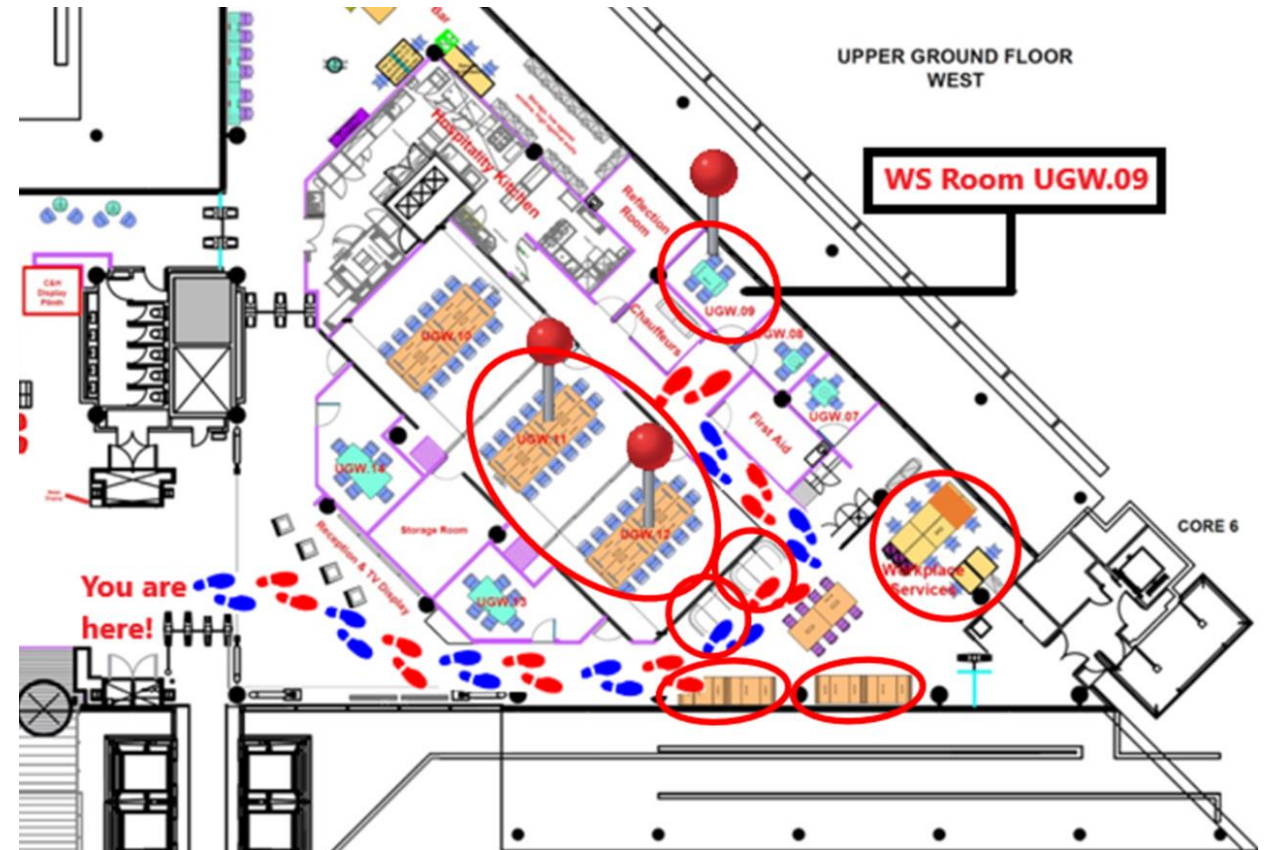 Bar
UPPER GROUND FLOOR
WEST
WS Room UGW.09
Hospitality Kitchen
Reflection
Room
C&H
Display
Plinth
UGW.09
Chauffeurs
UGW.08
UGW.10
UGW.07
First Aid
UGW.11
UGW.14
UGW.12
Storage Room
Reception & TV Display
CORE 6
Workplace
Services
You are
here!
UGW.13